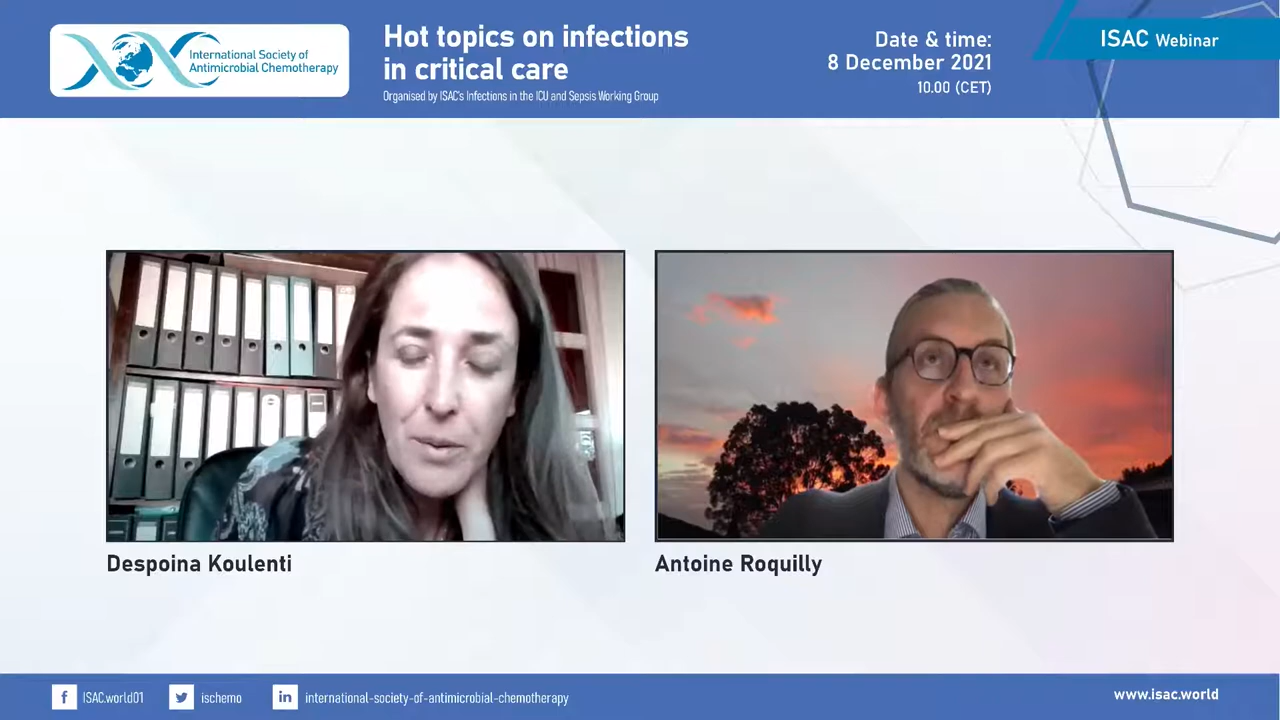 International Society of
Antimicrobial Chemotherapy
Hot topics on infections
in critical care
Organised by ISAC's Infections in the ICU and Sepsis Working Group
Date & time:
8 December 2021
10.00 (CET)
ISAC Webinar
Despoina Koulenti
Antoine Roquilly
ISAC.world01
ischemo
international-society-of-antimicrobial-chemotherapy
www.isac.world